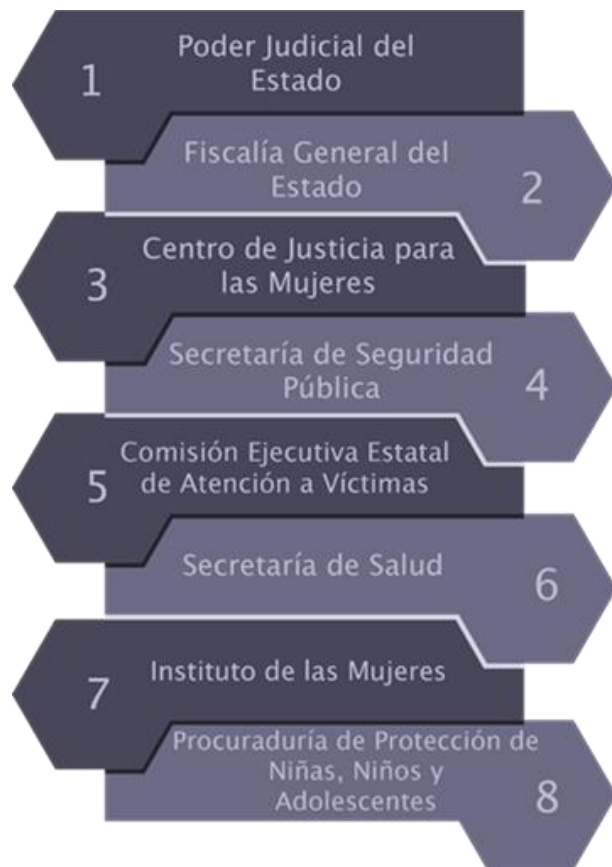 1
Poder Judicial del
Estado
Fiscalía General del
Estado
2
3
Centro de Justicia para
las Mujeres
Secretaría de Seguridad
Pública
4
5
Comisión Ejecutiva Estatal
de Atención a Víctimas
Secretaría de Salud
6
7
Instituto de las Mujeres
Procuraduría de Protección de
Niñas, Niños y
Adolescentes
8